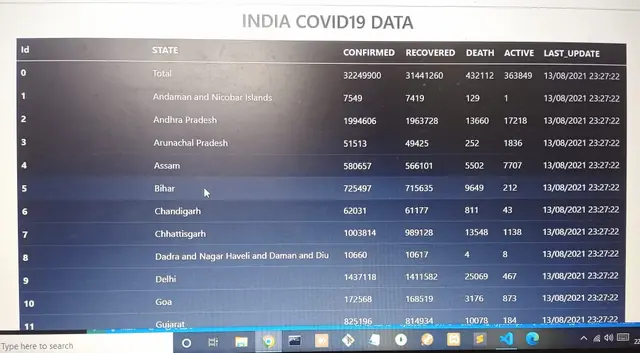 INDIA COVID19 DATA
Id STATE CONFIRMED RECOVERED DEATH ACTIVE LAST_UPDATE
0 Total 32249900 31441260 432112 363849 13/08/2021 23:27:22
1 Andaman and Nicobar Islands 7549 7419 129 1 13/08/2021 23:27:22
2 Andhra Pradesh 1994606 1963728 13660 17218 13/08/2021 23:27:22
3 Arunachal Pradesh 51513 49425 252 1836 13/08/2021 23:27:22
4 Assam 580657 566101 5502 7707 13/08/2021 23:27:22
5 Bihar 725497 715635 9649 212 13/08/2021 23:27:22
6 Chandigarh 62031 61177 811 43 13/08/2021 23:27:22
7 Chhattisgarh 1003814 989128 13548 1138 13/08/2021 23:27:22
8 Dadra and Nagar Haveli and Daman and Diu 10660 10617 4 8 13/08/2021 23:27:22
9 Delhi 1437118 1411582 25069 467 13/08/2021 23:27:22
10 Goa 172568 168519 3176 873 13/08/2021 23:27:22
11 Gujarat 825196 814934 10078 184 13/08/2021 23:27:22
Type here to search